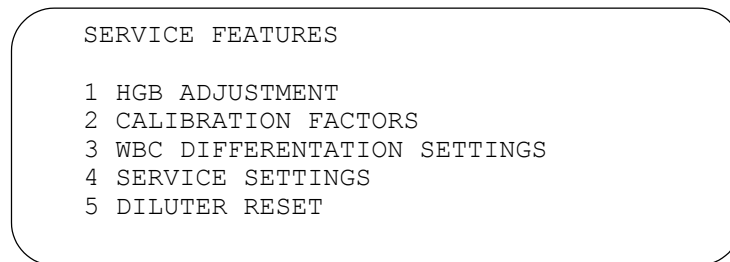 SERVICE FEATURES
1 HGB ADJUSTMENT
2 CALIBRATION FACTORS
3 WBC DIFFERENTATION SETTINGS
4 SERVICE SETTINGS
5 DILUTER RESET